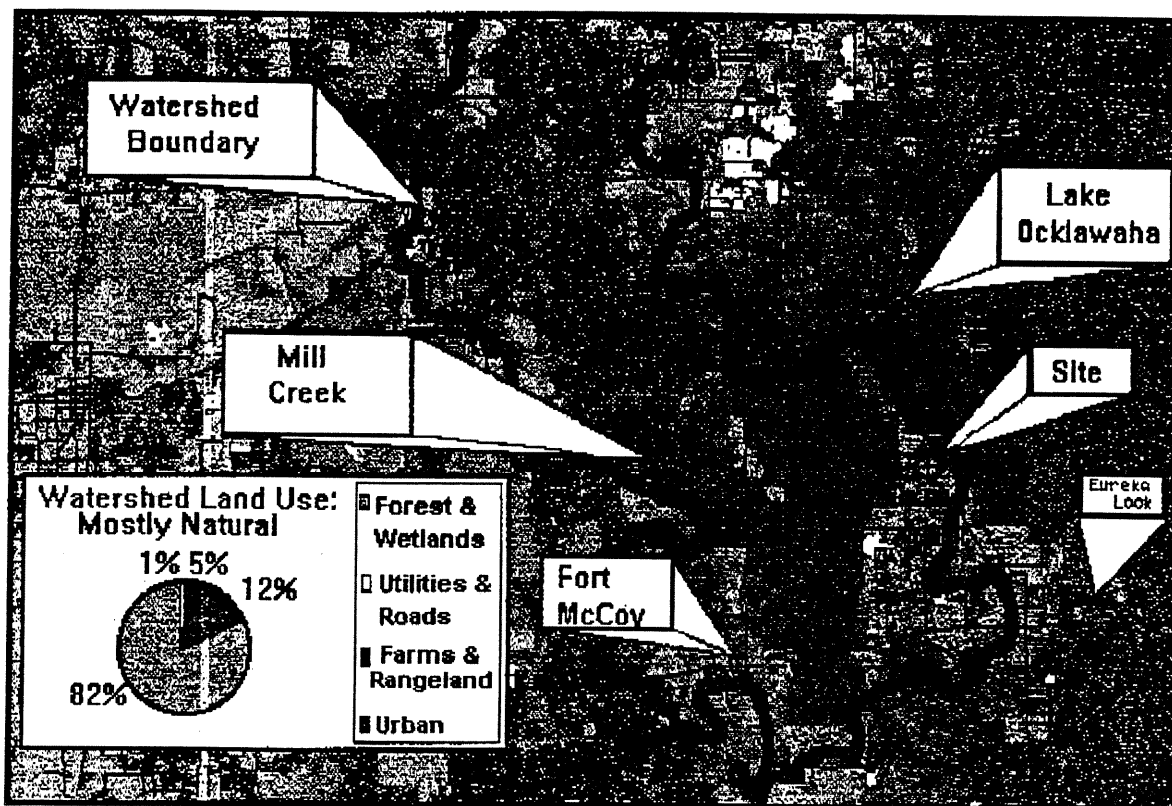 Watershed
Boundary
Lake
Ocklawaha
Mill
Creek
Site
Eureka
Look
Watershed Land Use:
Mostly Natural
1% 5%
12%
82%
Forest &
Wetlands
Utilities &
Roads
Farms &
Rangeland
Urban
Fort
McCoy